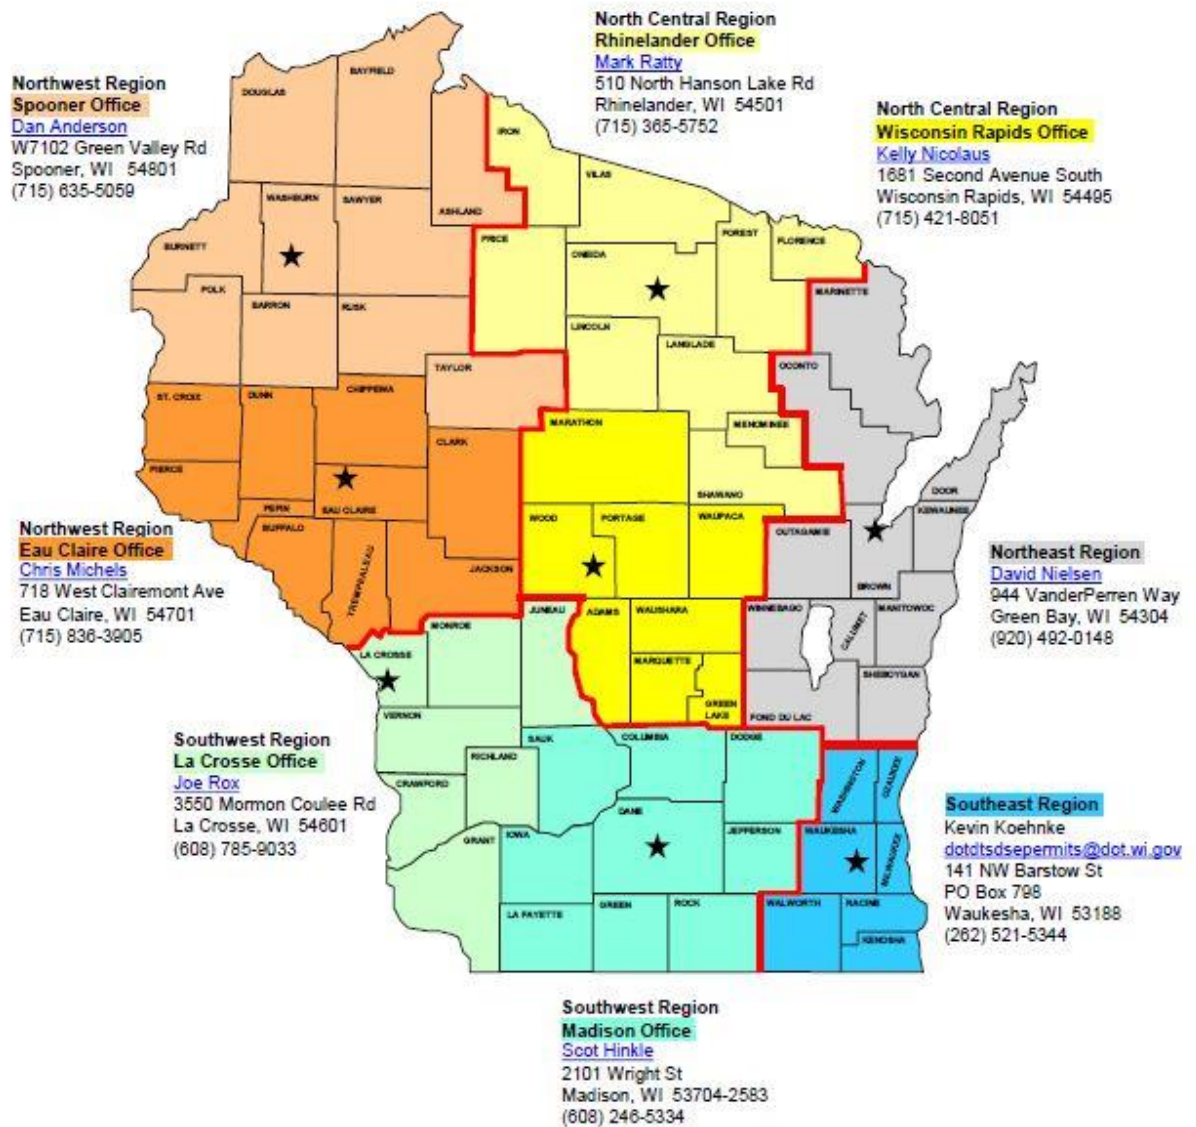 North Central Region
Rhinelander Office
Mark Ratty
510 North Hanson Lake Rd
Rhinelander, WI 54501
(715) 365-5752
Northwest Region
Spooner Office
Dan Anderson
W7102 Green Valley Rd
Spooner, WI 54801
(715) 635-5059
North Central Region
Wisconsin Rapids Office
Kelly Nicolaus
1681 Second Avenue South
Wisconsin Rapids, WI 54495
(715) 421-8051
BAYFIELD
DOUGLAS
IRON
VILAS
WASHBURN
SAWYER
ASHLAND
PRICE
FOREST
FLORENCE
BURNETT
ONEIDA
POLK
BARRON
RUSK
MARINETTE
LINCOLN
LANGLADE
TAYLOR
OCONTO
ST. CROIX
DUNN
CHIPPEWA
MARATHON
MENOMINEE
CLARK
PIERCE
SHAWANO
DOOR
PEPIN
EAU CLAIRE
KEWAUNEE
BUFFALO
WOOD
PORTAGE
WAUPACA
OUTAGAMIE
TREMPEALEAU
JACKSON
BROWN
Northwest Region
Eau Claire Office
Chris Michels
718 West Clairemont Ave
Eau Claire, WI 54701
(715) 836-3905
Northeast Region
David Nielsen
944 VanderPerren Way
Green Bay, WI 54304
(920) 492-0148
MONROE
JUNEAU
ADAMS
WAUSHARA
WINNEBAGO
CALUMET
MANITOWOC
LA CROSSE
MARQUETTE
SHEBOYGAN
GREEN
LAKE
FOND DU LAC
VERNON
SAUK
COLUMBIA
DODGE
RICHLAND
WASHINGTON
OZAUKEE
CRAWFORD
DANE
GRANT
IOWA
JEFFERSON
WAUKESHA
MILWAUKEE
LA FAYETTE
GREEN
ROCK
WALWORTH
RACINE
KENOSHA
Southwest Region
La Crosse Office
Joe Rox
3550 Mormon Coulee Rd
La Crosse, WI 54601
(608) 785-9033
Southeast Region
Kevin Koehnke
dotdtsdsepermits@dot.wi.gov
141 NW Barstow St
PO Box 798
Waukesha, WI 53188
(262) 521-5344
Southwest Region
Madison Office
Scot Hinkle
2101 Wright St
Madison, WI 53704-2583
(608) 246-5334